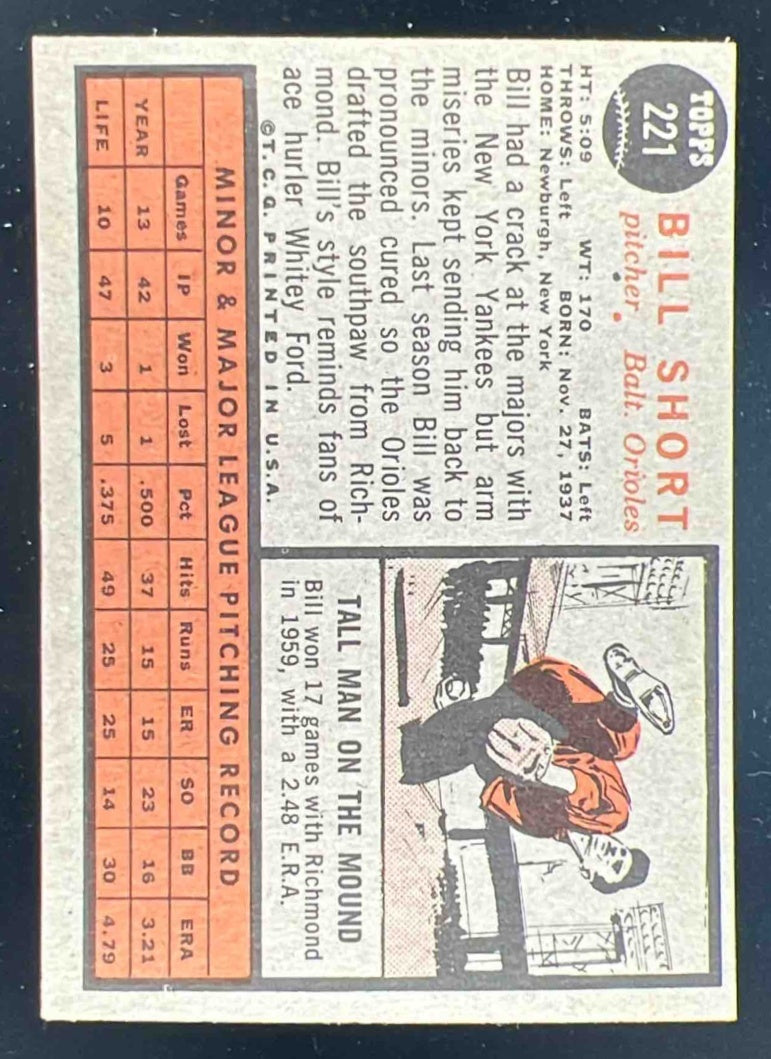 TOPPS
221
BILL SHORT
pitcher. Balt. Orioles
HT: 5:09 WT: 170 BATS: Left
THROWS: Left BORN: Nov. 27, 1937
HOME: Newburgh, New York
Bill had a crack at the majors with
the New York Yankees but arm
miseries kept sending him back to
the minors. Last season Bill was
pronounced cured so the Orioles
drafted the southpaw from Rich-
mond. Bill's style reminds fans of
ace hurler Whitey Ford.
©T.C.G. PRINTED IN U.S.A.
TALL MAN ON THE MOUND
Bill won 17 games with Richmond
in 1959, with a 2.48 E.R.A.
MINOR & MAJOR LEAGUE PITCHING RECORD
Games IP Won Lost Pct Hits Runs ER SO BB ERA
YEAR 13 42 1 1 .500 37 15 15 23 16 3.21
LIFE 10 47 3 5 .375 49 25 25 14 30 4.79